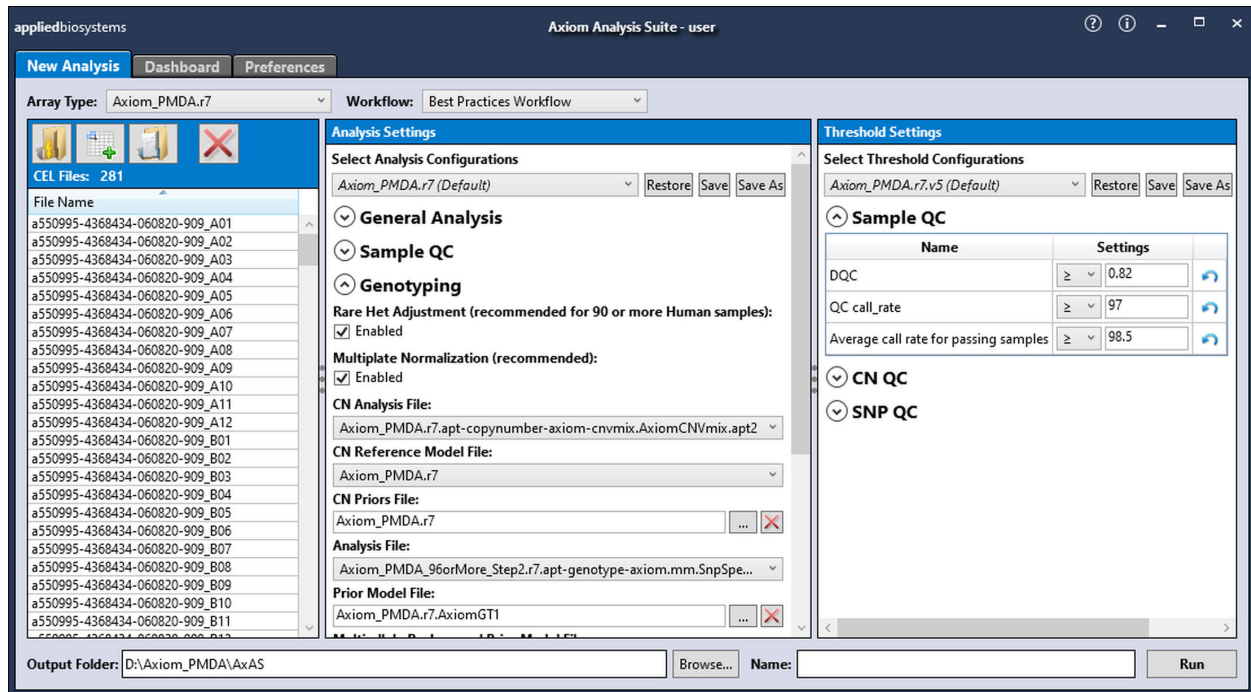 appliedbiosystems
Axiom Analysis Suite - user
New Analysis Dashboard Preferences
Array Type: Axiom_PMDA.r7 Workflow: Best Practices Workflow
CEL Files: 281
File Name
a550995-4368434-060820-909_A01
a550995-4368434-060820-909_A02
a550995-4368434-060820-909_A03
a550995-4368434-060820-909_A04
a550995-4368434-060820-909_A05
a550995-4368434-060820-909_A06
a550995-4368434-060820-909_A07
a550995-4368434-060820-909_A08
a550995-4368434-060820-909_A09
a550995-4368434-060820-909_A10
a550995-4368434-060820-909_A11
a550995-4368434-060820-909_A12
a550995-4368434-060820-909_B01
a550995-4368434-060820-909_B02
a550995-4368434-060820-909_B03
a550995-4368434-060820-909_B04
a550995-4368434-060820-909_B05
a550995-4368434-060820-909_B06
a550995-4368434-060820-909_B07
a550995-4368434-060820-909_B08
a550995-4368434-060820-909_B09
a550995-4368434-060820-909_B10
a550995-4368434-060820-909_B11
Analysis Settings
Select Analysis Configurations
Axiom_PMDA.r7 (Default) Restore Save Save As
General Analysis
Sample QC
Genotyping
Rare Het Adjustment (recommended for 90 or more Human samples):
Enabled
Multiplate Normalization (recommended):
Enabled
CN Analysis File:
Axiom_PMDA.r7.apt-copynumber-axiom-cnvmix.AxiomCNVmix.apt2
CN Reference Model File:
Axiom_PMDA.r7
CN Priors File:
Axiom_PMDA.r7 ...
Analysis File:
Axiom_PMDA_96orMore_Step2.r7.apt-genotype-axiom.mm.SnpSpe...
Prior Model File:
Axiom_PMDA.r7.AxiomGT1 ...
Threshold Settings
Select Threshold Configurations
Axiom_PMDA.r7.v5 (Default) Restore Save Save As
Sample QC
Name Settings
DQC ≥ 0.82
QC call_rate ≥ 97
Average call rate for passing samples ≥ 98.5
CN QC
SNP QC
Output Folder: D:\Axiom_PMDA\AxAS Browse... Name: Run